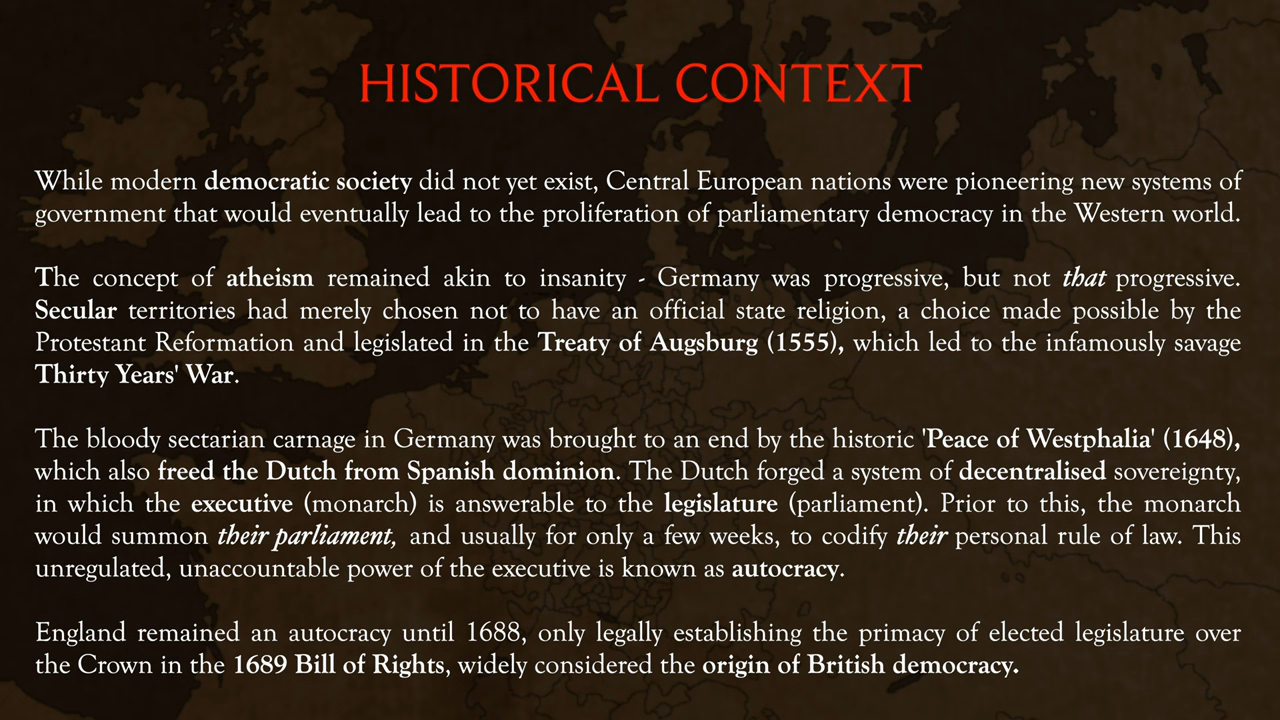 HISTORICAL CONTEXT
While modern democratic society did not yet exist, Central European nations were pioneering new systems of
government that would eventually lead to the proliferation of parliamentary democracy in the Western world.
The concept of atheism remained akin to insanity - Germany was progressive, but not that progressive.
Secular territories had merely chosen not to have an official state religion, a choice made possible by the
Protestant Reformation and legislated in the Treaty of Augsburg (1555), which led to the infamously savage
Thirty Years' War.
The bloody sectarian carnage in Germany was brought to an end by the historic 'Peace of Westphalia' (1648),
which also freed the Dutch from Spanish dominion. The Dutch forged a system of decentralised sovereignty,
in which the executive (monarch) is answerable to the legislature (parliament). Prior to this, the monarch
would summon their parliament, and usually for only a few weeks, to codify their personal rule of law. This
unregulated, unaccountable power of the executive is known as autocracy.
England remained an autocracy until 1688, only legally establishing the primacy of elected legislature over
the Crown in the 1689 Bill of Rights, widely considered the origin of British democracy.